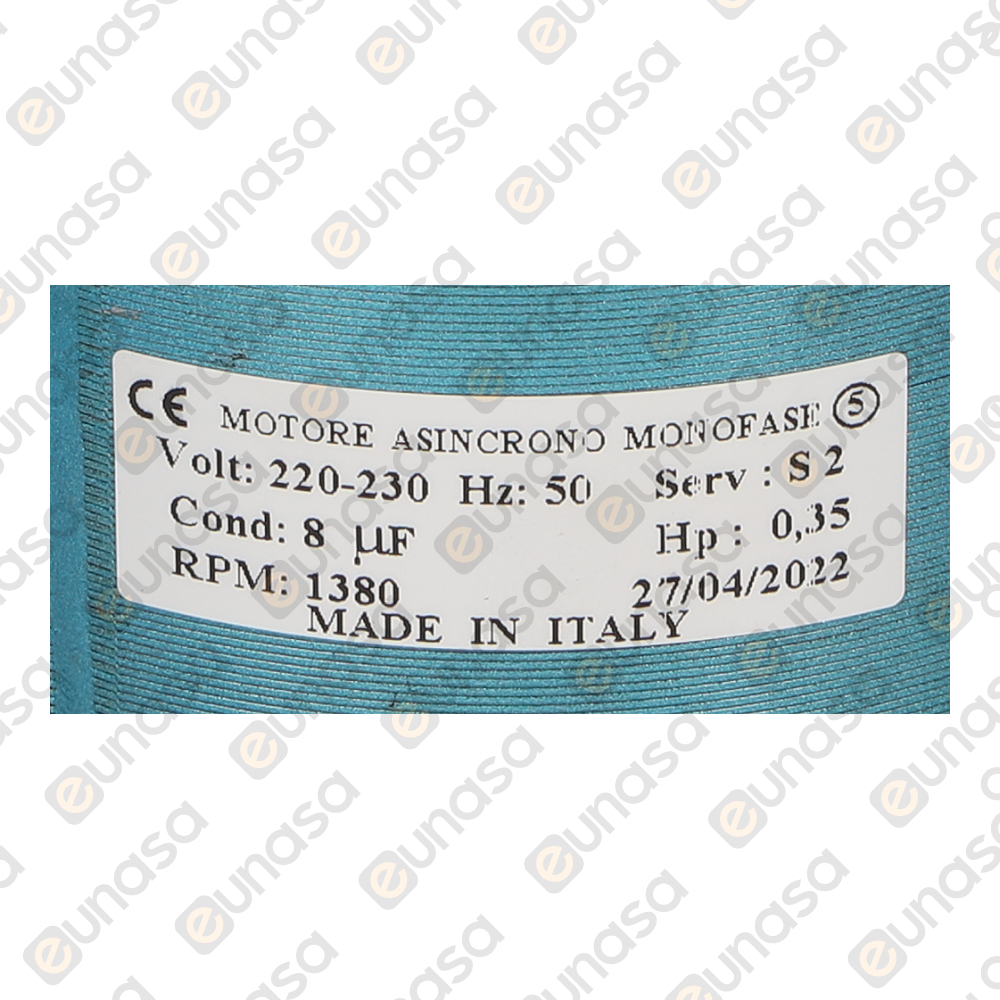 CE MOTORE ASINCRONO MONOFASE 5
Volt: 220-230 Hz: 50 Serv : S 2
Cond: 8 µF Hp : 0,35
RPM: 1380 27/04/2022
MADE IN ITALY
eunasa